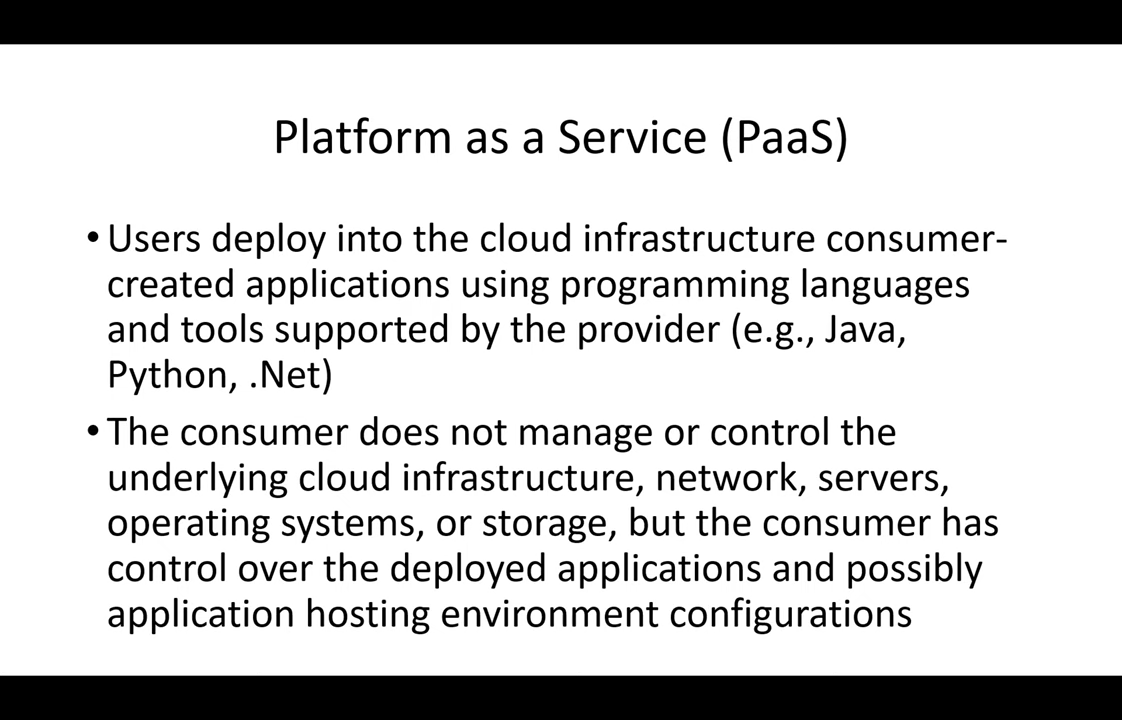 Platform as a Service (PaaS)
• Users deploy into the cloud infrastructure consumer-
created applications using programming languages
and tools supported by the provider (e.g., Java,
Python, .Net)
• The consumer does not manage or control the
underlying cloud infrastructure, network, servers,
operating systems, or storage, but the consumer has
control over the deployed applications and possibly
application hosting environment configurations